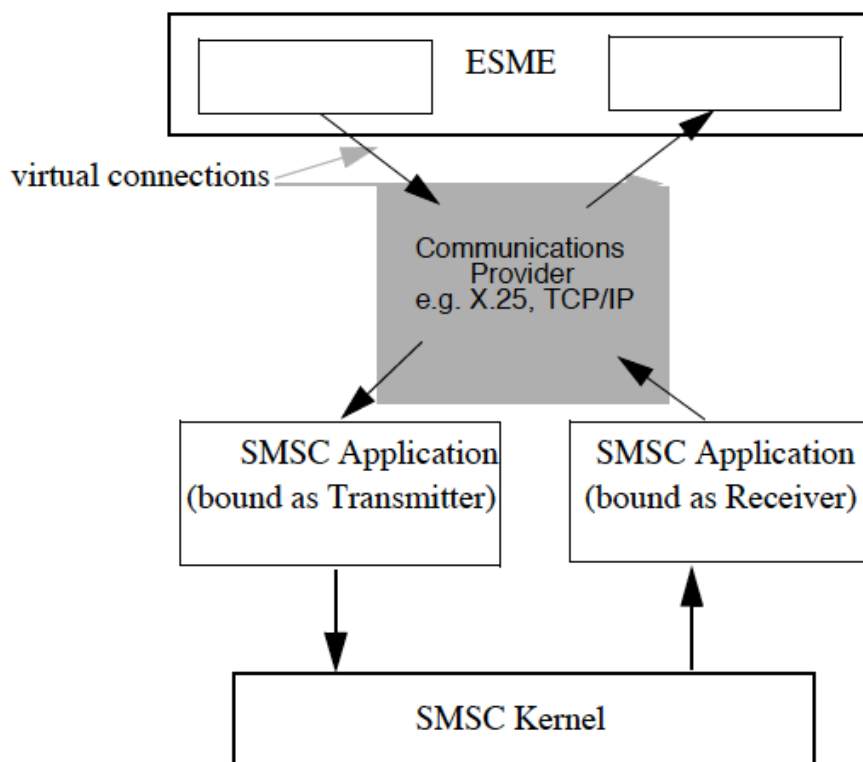 ESME
virtual connections
Communications
Provider
e.g. X.25, TCP/IP
SMSC Application
(bound as Transmitter)
SMSC Application
(bound as Receiver)
SMSC Kernel